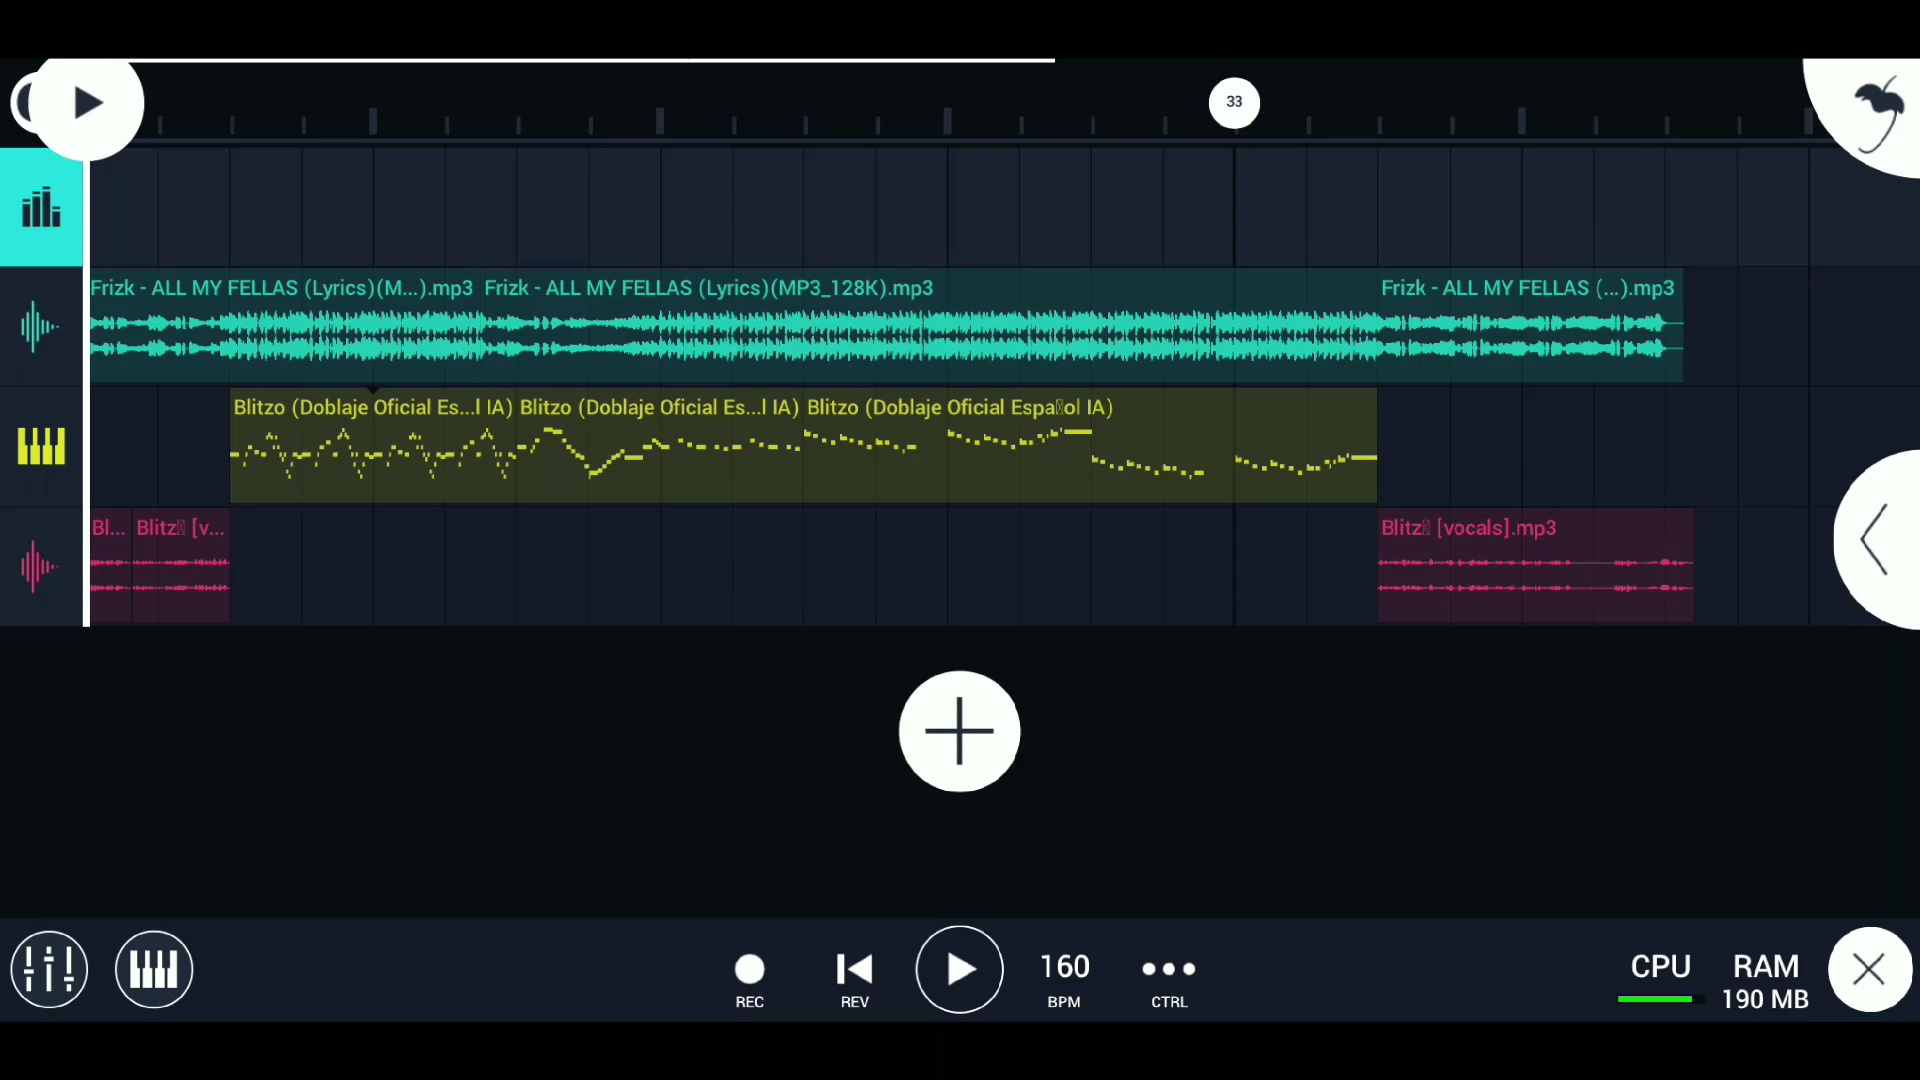 33
Frizk - ALL MY FELLAS (Lyrics)(M...).mp3 Frizk - ALL MY FELLAS (Lyrics)(MP3_128K).mp3 Frizk - ALL MY FELLAS (...).mp3
Blitzo (Doblaje Oficial Es...l IA) Blitzo (Doblaje Oficial Es...l IA) Blitzo (Doblaje Oficial Espa▯ol IA)
Bl... Blitz▯ [v... Blitz▯ [vocals].mp3
160 CPU RAM
REC REV BPM CTRL 190 MB